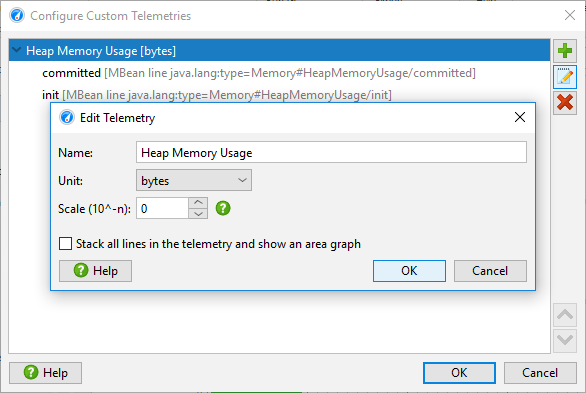 Configure Custom Telemetries
Heap Memory Usage [bytes]
committed [MBean line java.lang:type=Memory#HeapMemoryUsage/committed]
init [MBean line java.lang:type=Memory#HeapMemoryUsage/init]
Edit Telemetry
Name: Heap Memory Usage
Unit: bytes
Scale (10^-n): 0
Stack all lines in the telemetry and show an area graph
Help OK Cancel
Help OK Cancel